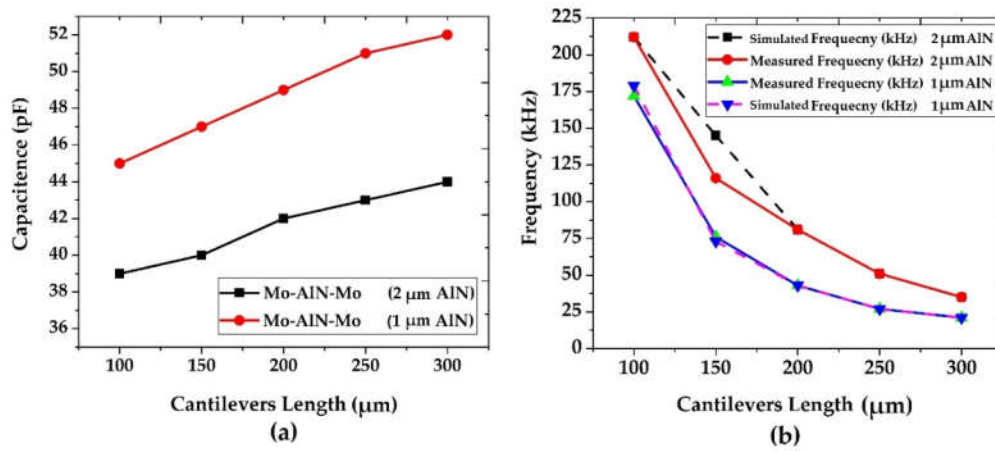 52
50
48
46
44
42
40
38
36
Capacitence (pF)
Mo-AlN-Mo (2 μm AlN)
Mo-AlN-Mo (1 μm AlN)
100 150 200 250 300
Cantilevers Length (μm)
(a)
225
200
175
150
125
100
75
50
25
0
Frequency (kHz)
Simulated Frequecny (kHz) 2 μm AlN
Measured Frequecny (kHz) 2 μm AlN
Measured Frequecny (kHz) 1 μm AlN
Simulated Frequecny (kHz) 1 μm AlN
100 150 200 250 300
Cantilevers Length (μm)
(b)